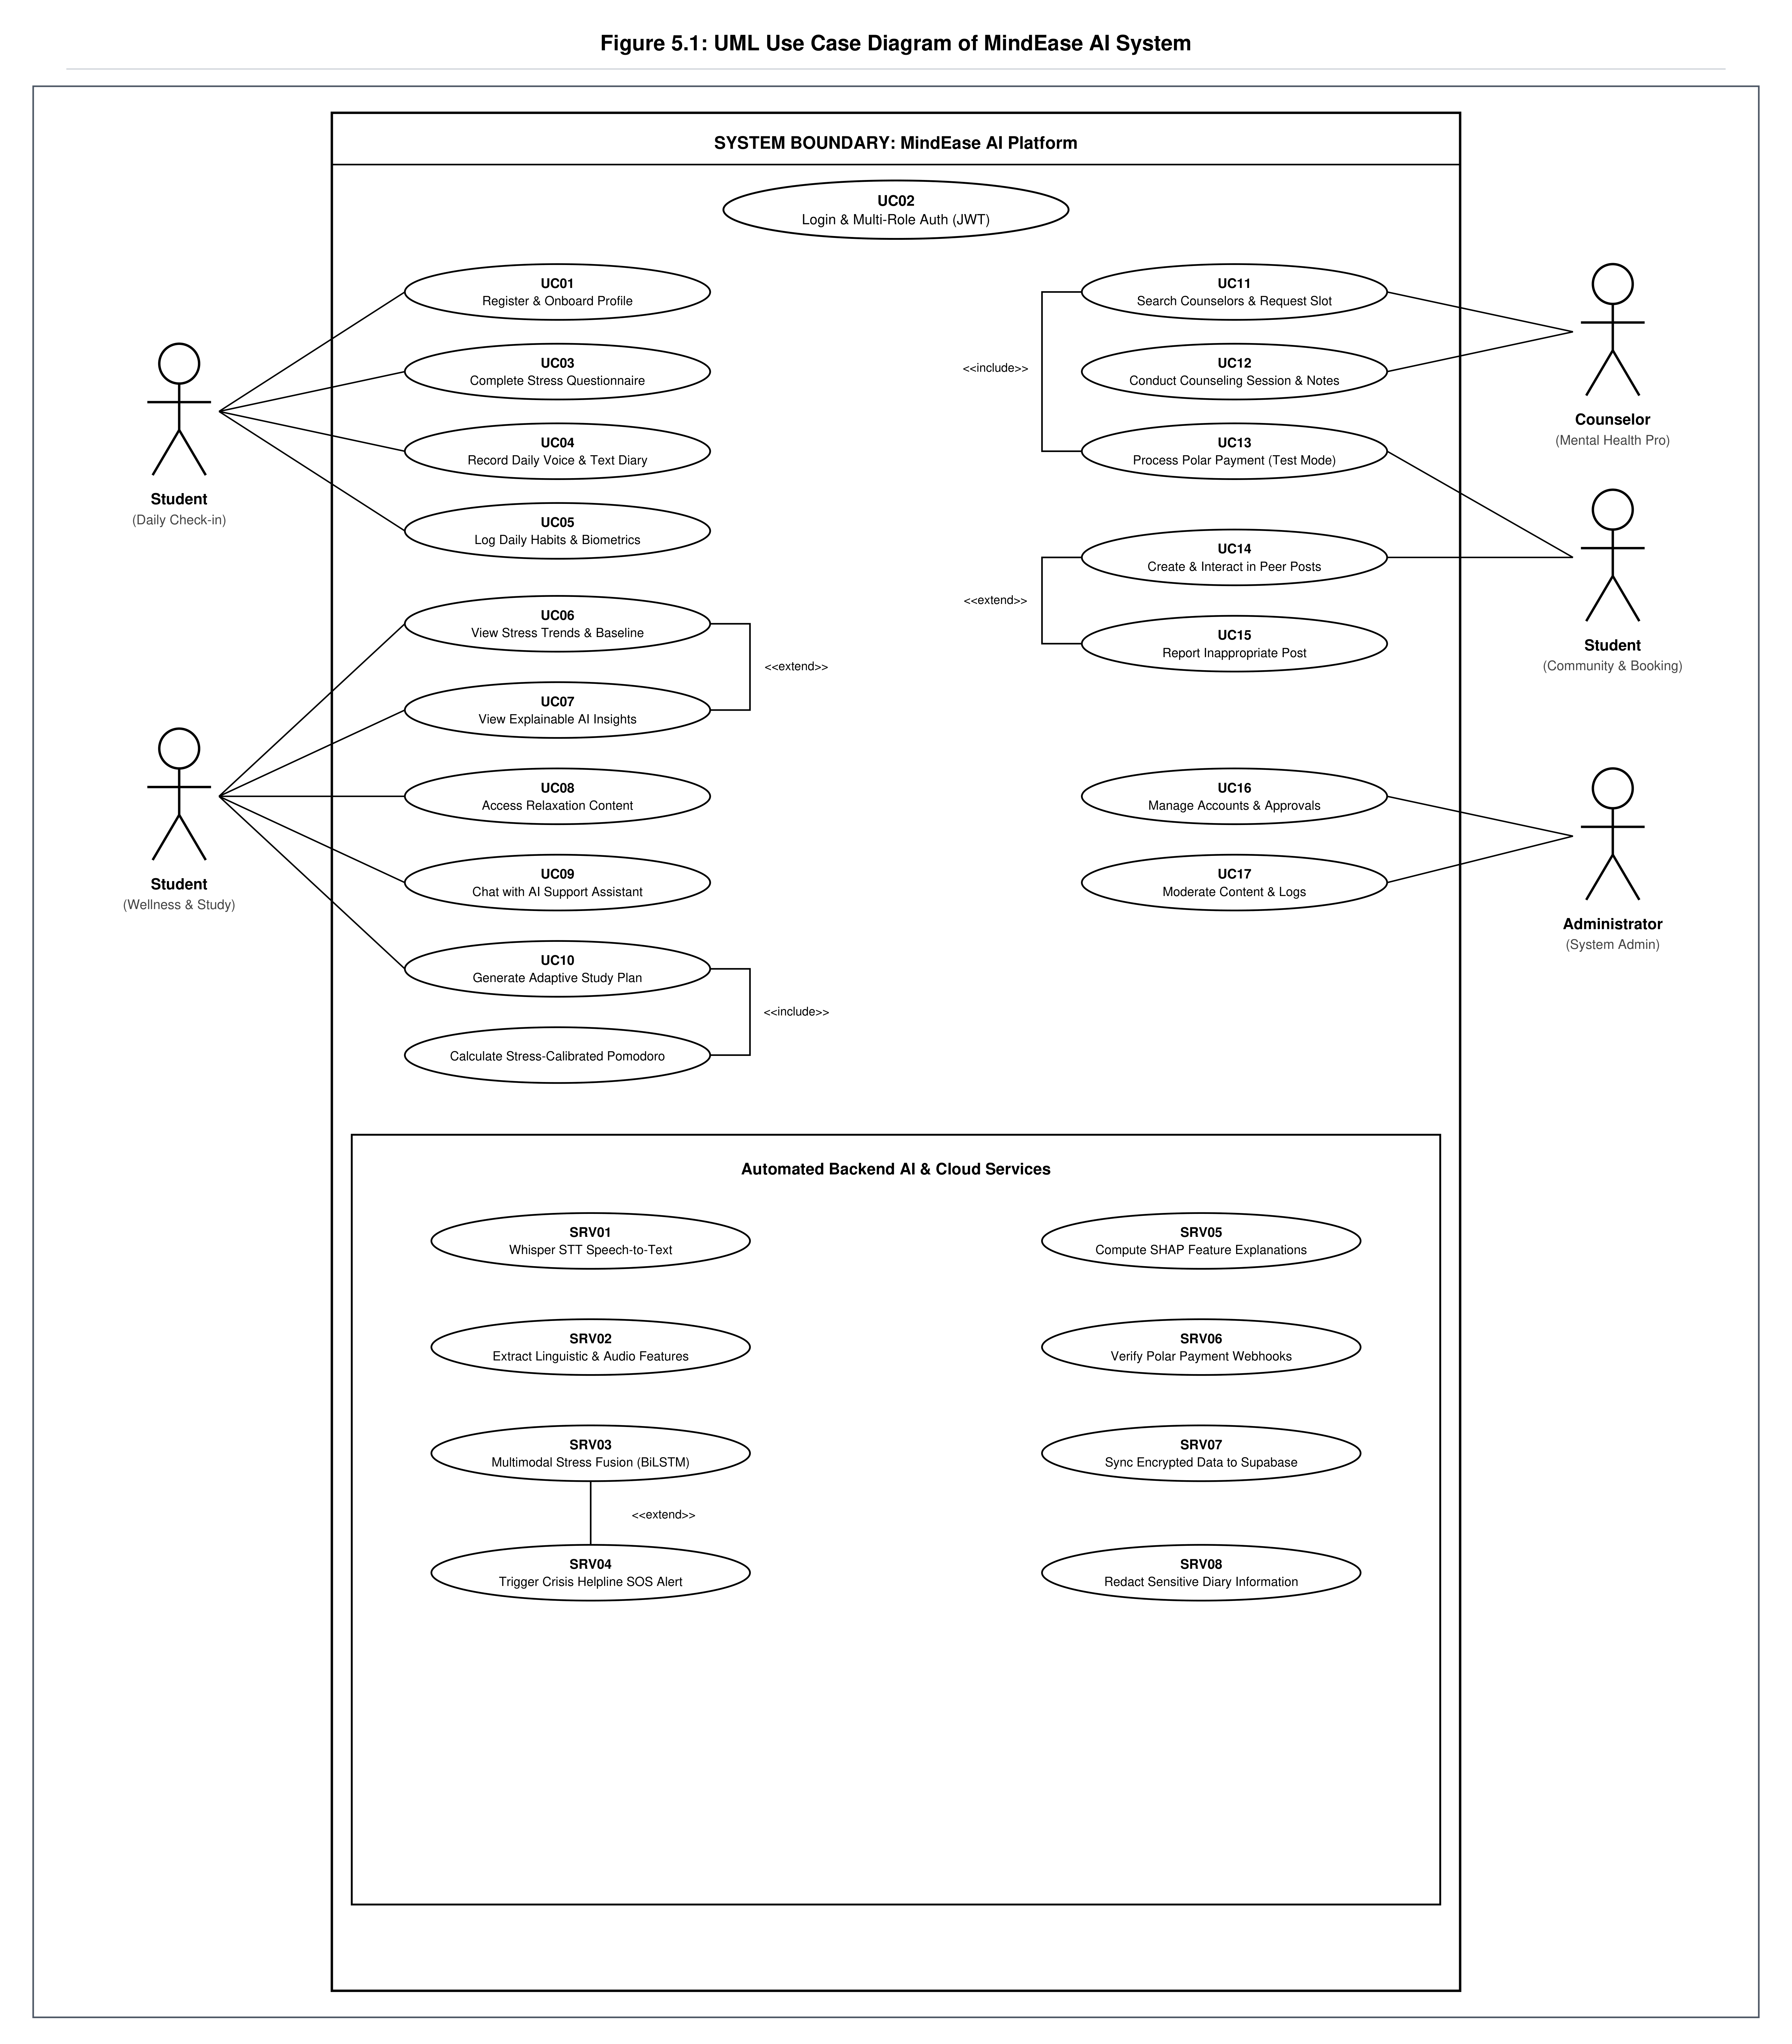 Figure 5.1: UML Use Case Diagram of MindEase AI System
SYSTEM BOUNDARY: MindEase AI Platform
UC02
Login & Multi-Role Auth (JWT)
UC01
Register & Onboard Profile
UC03
Complete Stress Questionnaire
UC04
Record Daily Voice & Text Diary
UC05
Log Daily Habits & Biometrics
Student
(Daily Check-in)
UC06
View Stress Trends & Baseline
<<extend>>
UC07
View Explainable AI Insights
UC08
Access Relaxation Content
UC09
Chat with AI Support Assistant
UC10
Generate Adaptive Study Plan
<<include>>
Calculate Stress-Calibrated Pomodoro
Student
(Wellness & Study)
UC11
Search Counselors & Request Slot
<<include>>
UC12
Conduct Counseling Session & Notes
UC13
Process Polar Payment (Test Mode)
Counselor
(Mental Health Pro)
UC14
Create & Interact in Peer Posts
<<extend>>
UC15
Report Inappropriate Post
Student
(Community & Booking)
UC16
Manage Accounts & Approvals
UC17
Moderate Content & Logs
Administrator
(System Admin)
Automated Backend AI & Cloud Services
SRV01
Whisper STT Speech-to-Text
SRV02
Extract Linguistic & Audio Features
SRV03
Multimodal Stress Fusion (BiLSTM)
<<extend>>
SRV04
Trigger Crisis Helpline SOS Alert
SRV05
Compute SHAP Feature Explanations
SRV06
Verify Polar Payment Webhooks
SRV07
Sync Encrypted Data to Supabase
SRV08
Redact Sensitive Diary Information